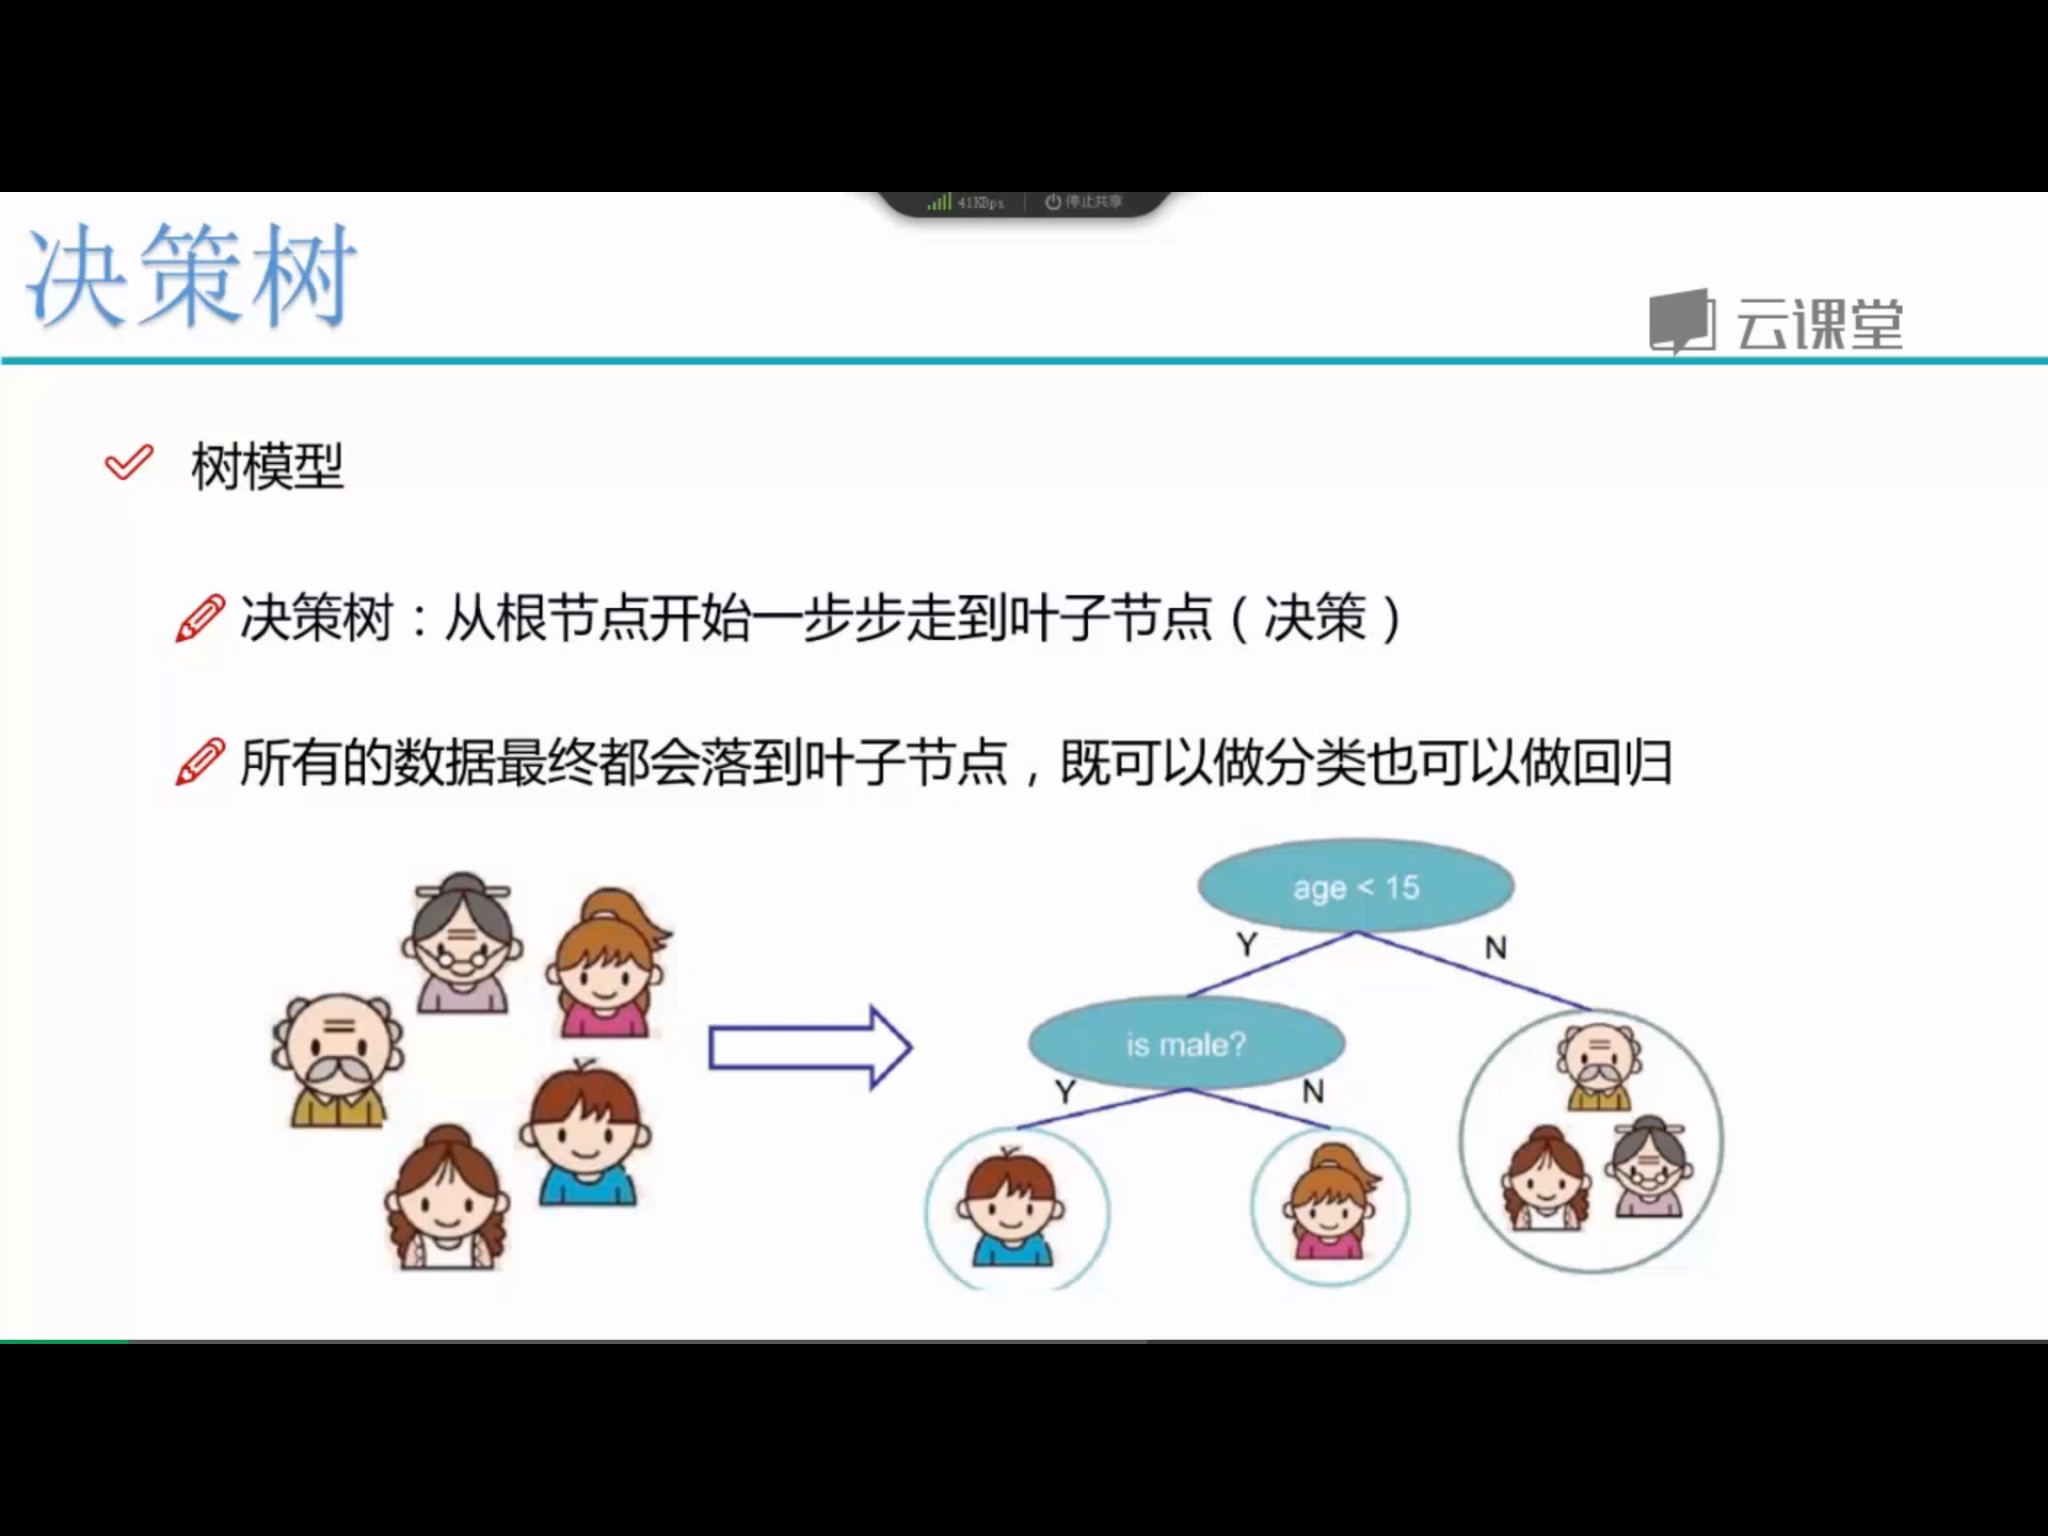 41KBps 停止共享
决策树
云课堂
树模型
决策树：从根节点开始一步步走到叶子节点（决策）
所有的数据最终都会落到叶子节点，既可以做分类也可以做回归
age < 15
Y N
is male?
Y N